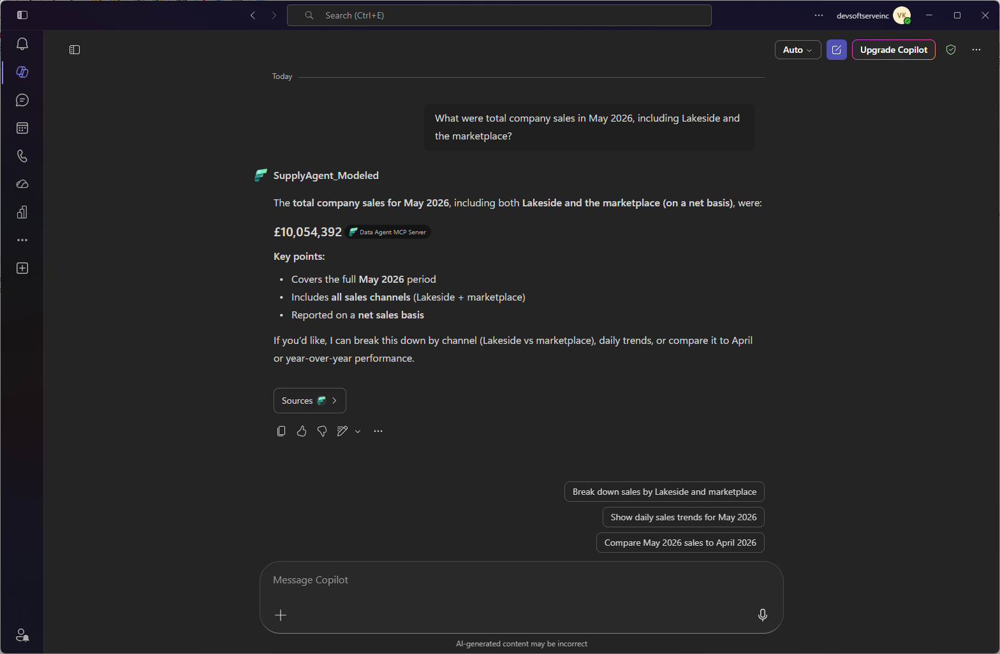 Search (Ctrl+E)
devsoftserveinc
VK
Auto
Upgrade Copilot
Today
What were total company sales in May 2026, including Lakeside and
the marketplace?
SupplyAgent_Modeled
The total company sales for May 2026, including both Lakeside and the marketplace (on a net basis), were:
£10,054,392 Data Agent MCP Server
Key points:
• Covers the full May 2026 period
• Includes all sales channels (Lakeside + marketplace)
• Reported on a net sales basis
If you’d like, I can break this down by channel (Lakeside vs marketplace), daily trends, or compare it to April
or year-over-year performance.
Sources
Break down sales by Lakeside and marketplace
Show daily sales trends for May 2026
Compare May 2026 sales to April 2026
Message Copilot
AI-generated content may be incorrect